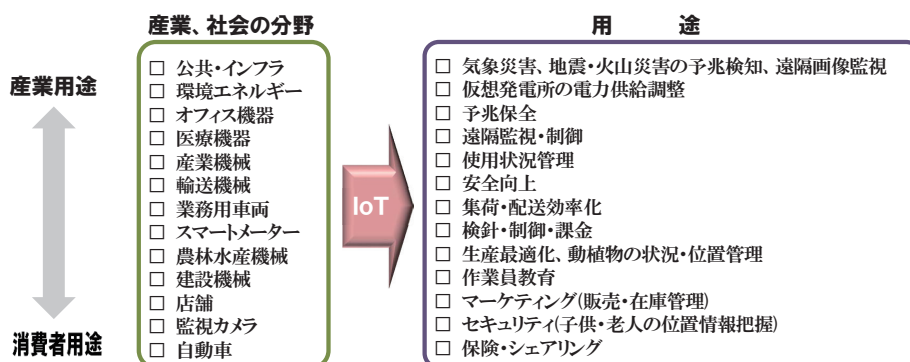 産業、社会の分野
用　途
産業用途
消費者用途
□ 公共・インフラ
□ 環境エネルギー
□ オフィス機器
□ 医療機器
□ 産業機械
□ 輸送機械
□ 業務用車両
□ スマートメーター
□ 農林水産機械
□ 建設機械
□ 店舗
□ 監視カメラ
□ 自動車
IoT
□ 気象災害、地震・火山災害の予兆検知、遠隔画像監視
□ 仮想発電所の電力供給調整
□ 予兆保全
□ 遠隔監視・制御
□ 使用状況管理
□ 安全向上
□ 集荷・配送効率化
□ 検針・制御・課金
□ 生産最適化、動植物の状況・位置管理
□ 作業員教育
□ マーケティング(販売・在庫管理)
□ セキュリティ(子供・老人の位置情報把握)
□ 保険・シェアリング